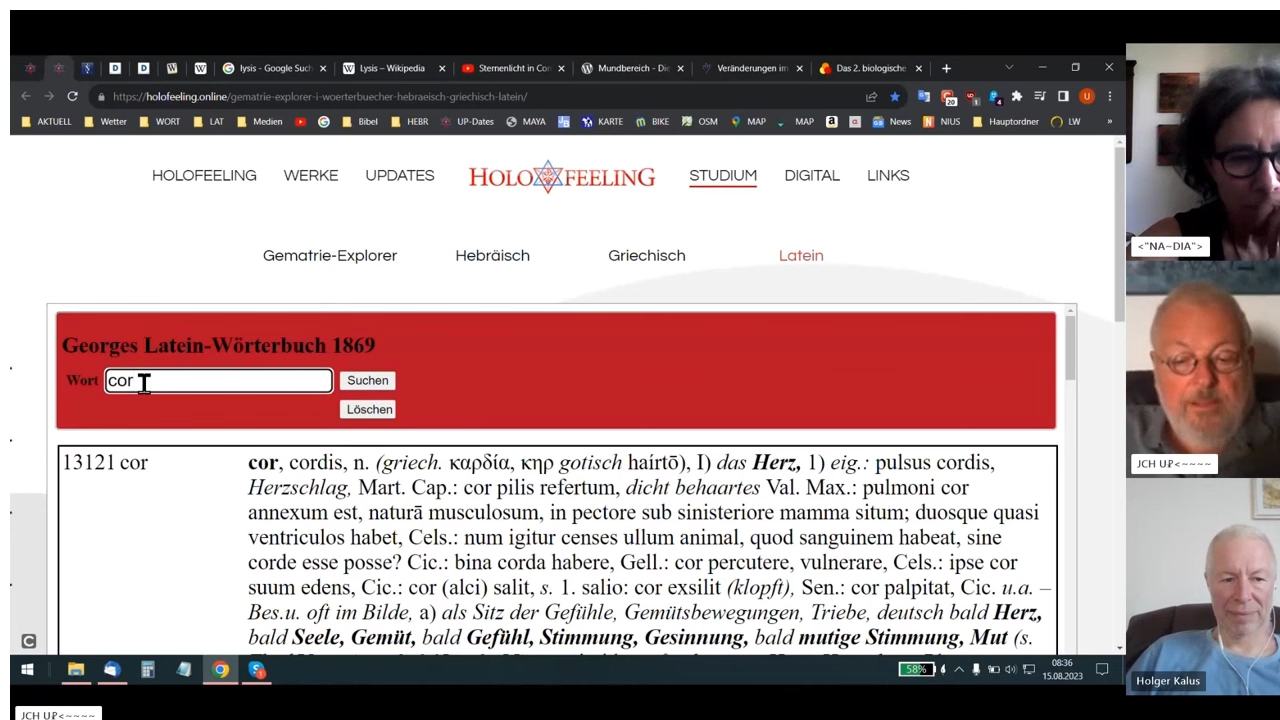 lysis - Google Suc
Lysis – Wikipedia
Sternenlicht in Con
Mundbereich - Die
Veränderungen im
Das 2. biologische
https://holofeeling.online/gematrie-explorer-i-woerterbuecher-hebraeisch-griechisch-latein/
AKTUELL Wetter WORT LAT Medien Bibel HEBR UP-Dates MAYA KARTE BIKE OSM MAP MAP News NIUS Hauptordner LW »
HOLOFEELING WERKE UPDATES HOLOFEELING STUDIUM DIGITAL LINKS
Gematrie-Explorer Hebräisch Griechisch Latein
Georges Latein-Wörterbuch 1869
Wort cor Suchen
Löschen
13121 cor cor, cordis, n. (griech. καρδία, κηρ gotisch haírtō), I) das Herz, 1) eig.: pulsus cordis,
Herzschlag, Mart. Cap.: cor pilis refertum, dicht behaartes Val. Max.: pulmoni cor
annexum est, naturā musculosum, in pectore sub sinisteriore mamma situm; duosque quasi
ventriculos habet, Cels.: num igitur censes ullum animal, quod sanguinem habeat, sine
corde esse posse? Cic.: bina corda habere, Gell.: cor percutere, vulnerare, Cels.: ipse cor
suum edens, Cic.: cor (alci) salit, s. 1. salio: cor exsilit (klopft), Sen.: cor palpitat, Cic. u.a. –
Bes.u. oft im Bilde, a) als Sitz der Gefühle, Gemütsbewegungen, Triebe, deutsch bald Herz,
bald Seele, Gemüt, bald Gefühl, Stimmung, Gesinnung, bald mutige Stimmung, Mut (s.
58%
08:36
15.08.2023
<"NA~DIA">
JCH UP<~~~~
Holger Kalus
JCH UP<~~~~